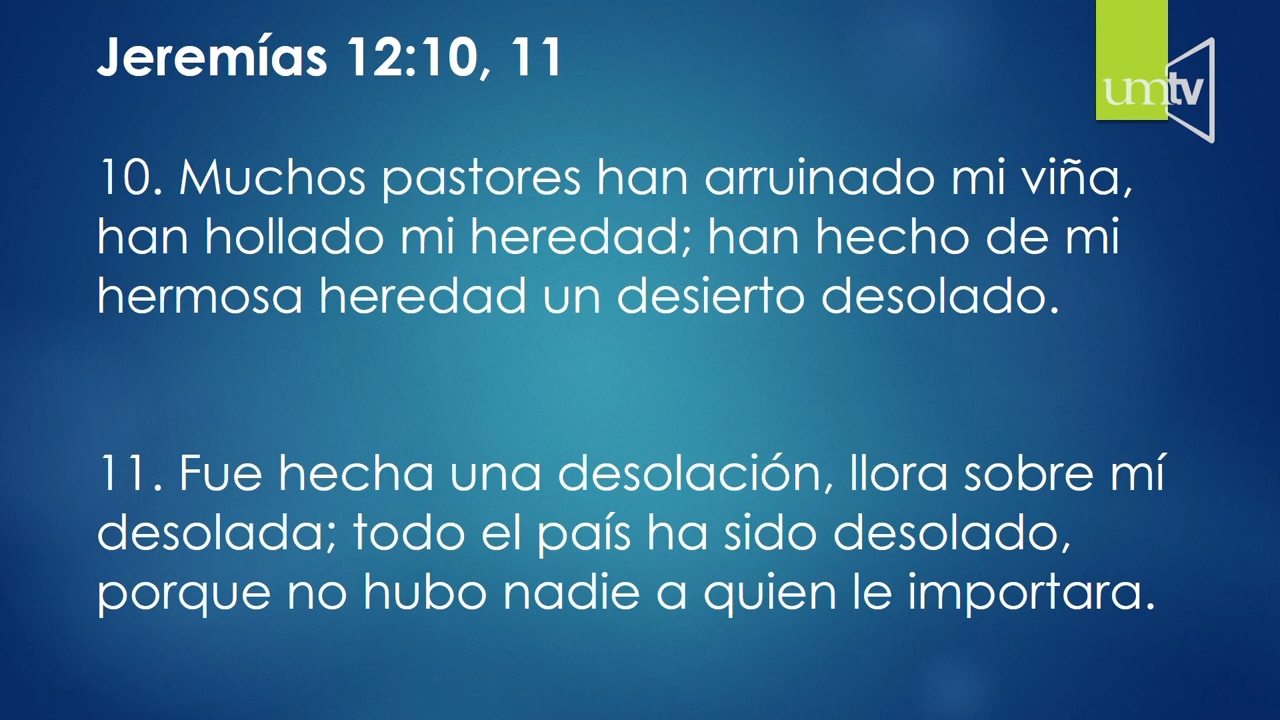 Jeremías 12:10, 11
umtv
10. Muchos pastores han arruinado mi viña,
han hollado mi heredad; han hecho de mi
hermosa heredad un desierto desolado.
11. Fue hecha una desolación, llora sobre mí
desolada; todo el país ha sido desolado,
porque no hubo nadie a quien le importara.